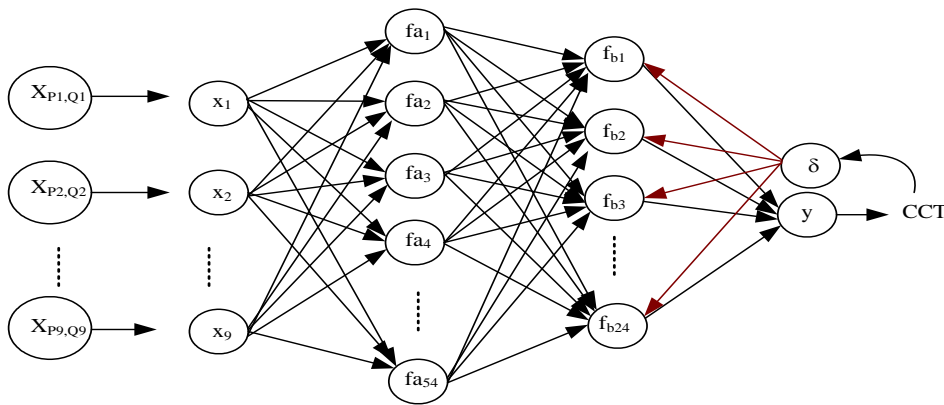 X_P1,Q1
X_P2,Q2
X_P9,Q9
x_1
x_2
x_9
fa_1
fa_2
fa_3
fa_4
fa_54
f_b1
f_b2
f_b3
f_b24
δ
y
CCT